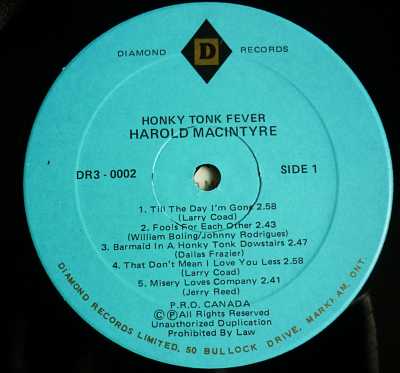 DIAMOND D RECORDS
HONKY TONK FEVER
HAROLD MACINTYRE
DR3 - 0002
SIDE 1
1. Till The Day I'm Gone 2.58
(Larry Coad)
2. Fools For Each Other 2.43
(William Boling/Johnny Rodrigues)
3. Barmaid In A Honky Tonk Dowstairs 2.47
(Dallas Frazier)
4. That Don't Mean I Love You Less 2.58
(Larry Coad)
5. Misery Loves Company 2.41
(Jerry Reed)
P.R.O. CANADA
© Ⓟ All Rights Reserved
Unauthorized Duplication
Prohibited By Law
DIAMOND RECORDS LIMITED, 50 BULLOCK DRIVE, MARKHAM, ONT.